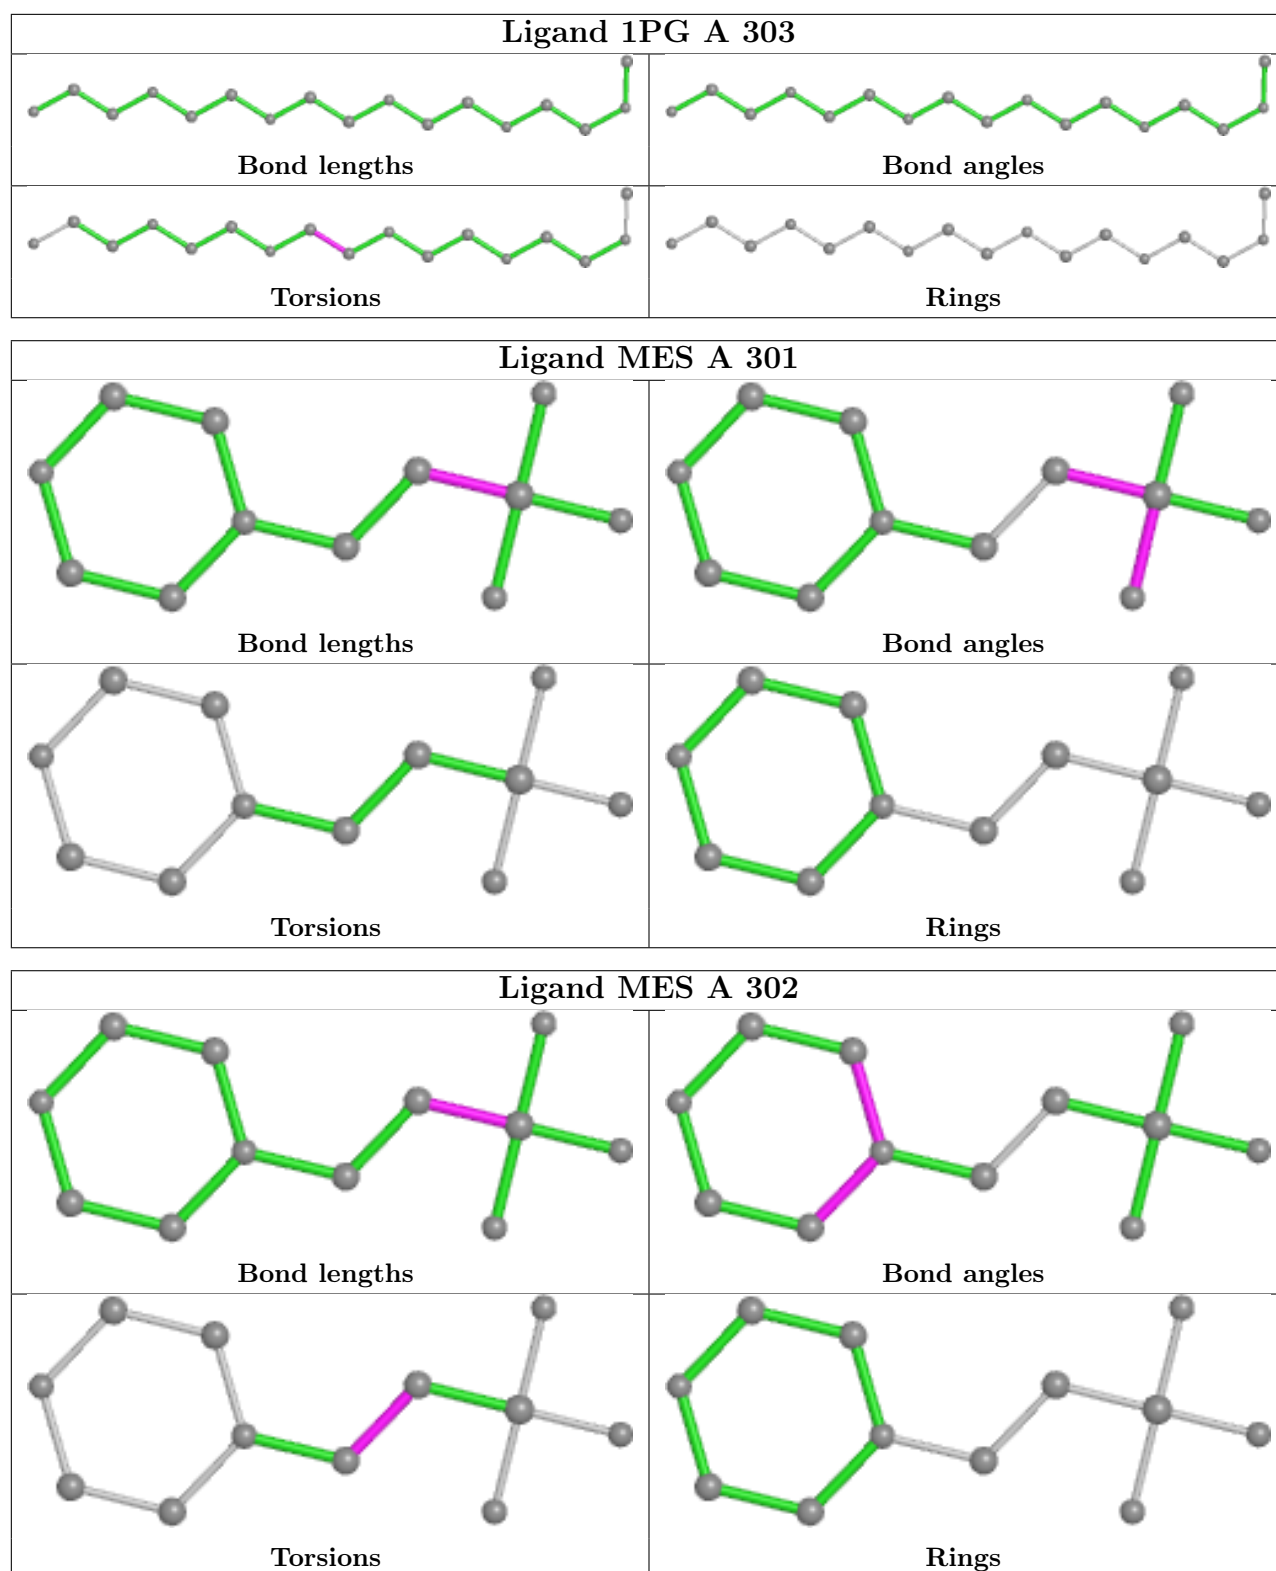 Ligand 1PG A 303
Bond lengths
Bond angles
Torsions
Rings
Ligand MES A 301
Bond lengths
Bond angles
Torsions
Rings
Ligand MES A 302
Bond lengths
Bond angles
Torsions
Rings